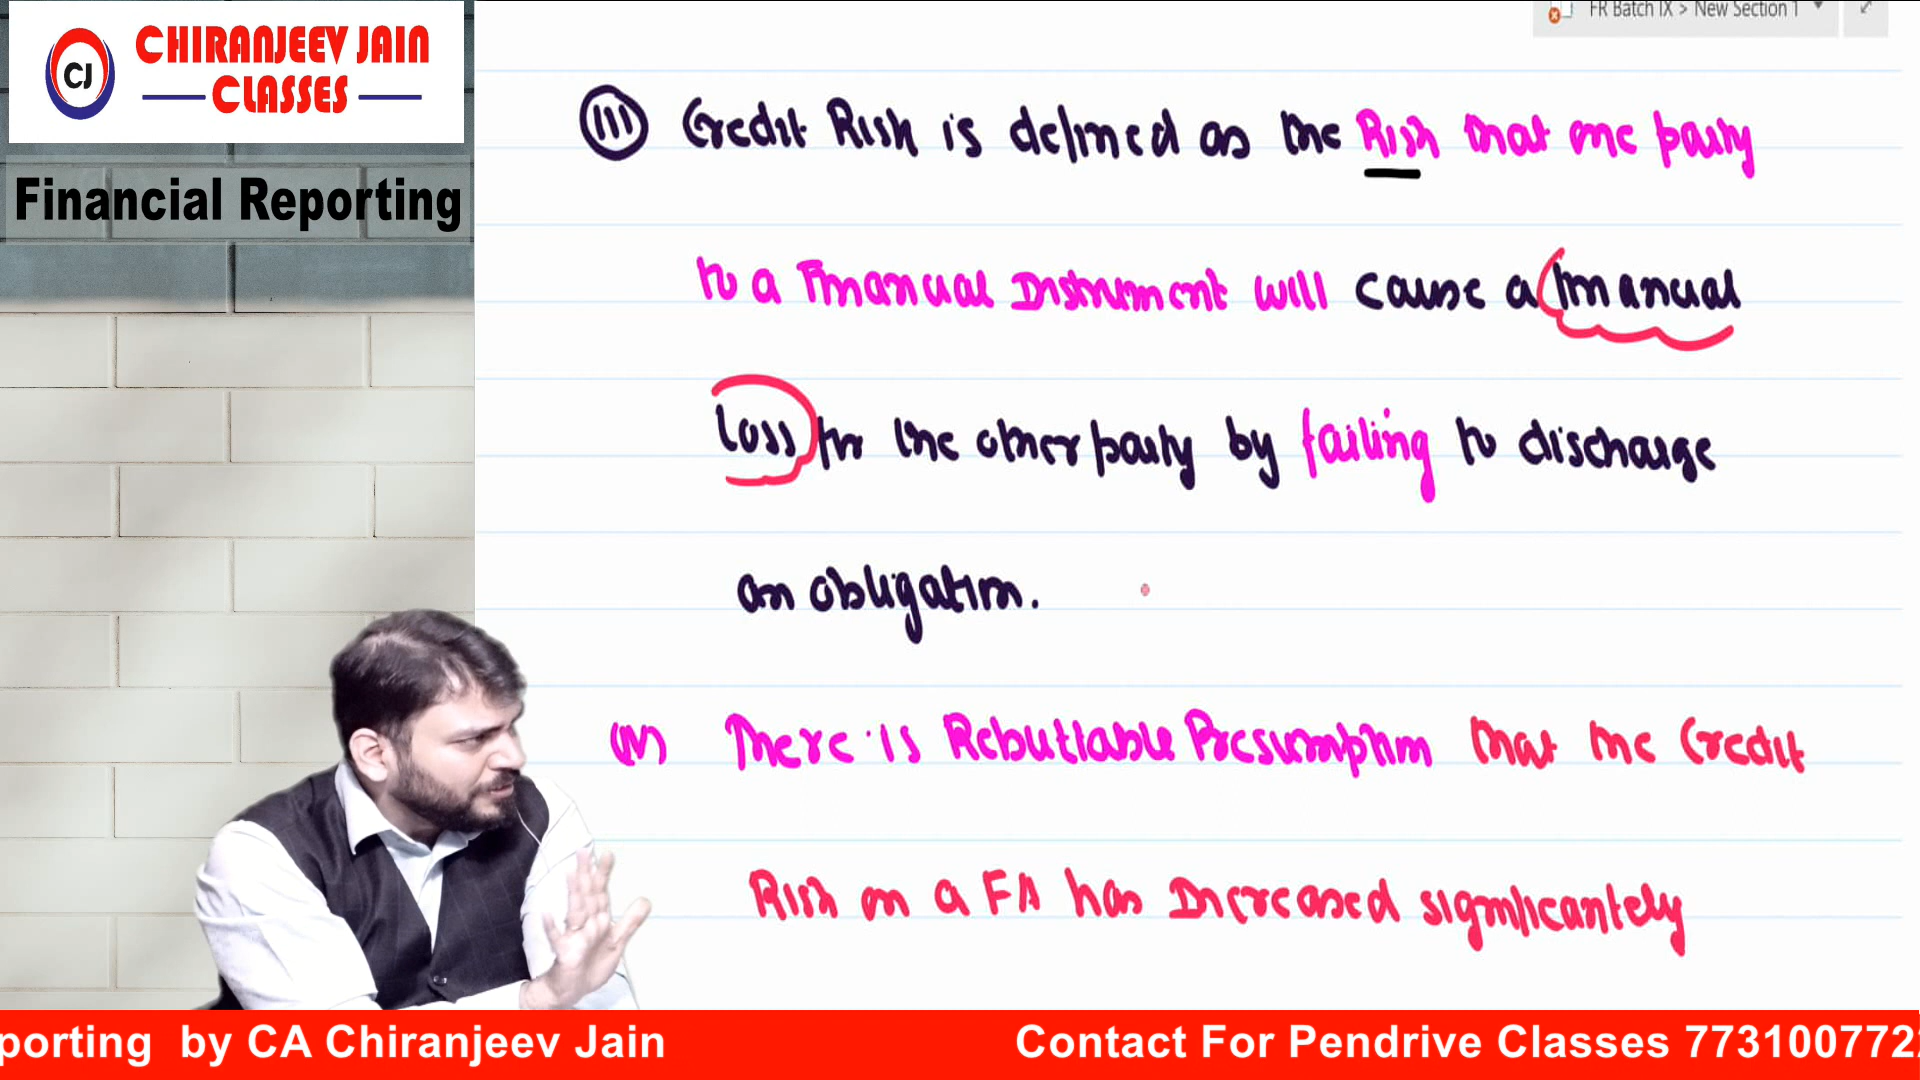 CHIRANJEEV JAIN
CJ
CLASSES
Financial Reporting
FR Batch IX > New Section 1
(III) Credit Risk is defined as the Risk that one party
to a Financial Instrument will cause a financial
loss for the other party by failing to discharge
an obligation.
(IV) There is Rebuttable Presumption that the Credit
Risk on a FA has Increased significantely
porting by CA Chiranjeev Jain
Contact For Pendrive Classes 773100772